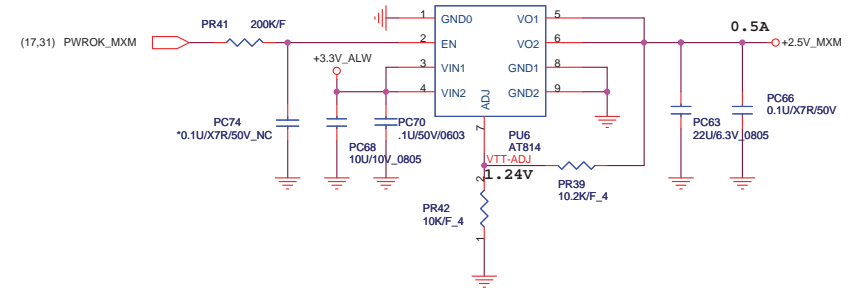 PR41 200K/F
(17,31) PWROK_MXM
+3.3V_ALW
PC74
*0.1U/X7R/50V_NC
PC68
10U/10V_0805
PC70
.1U/50V/0603
1 GND0
2 EN
3 VIN1
4 VIN2
VO1 5
VO2 6
GND1 8
GND2 9
ADJ
7
PU6
AT814
VTT-ADJ
1.24V
2
PR42
10K/F_4
1
PR39
10.2K/F_4
0.5A
+2.5V_MXM
PC63
22U/6.3V_0805
PC66
0.1U/X7R/50V